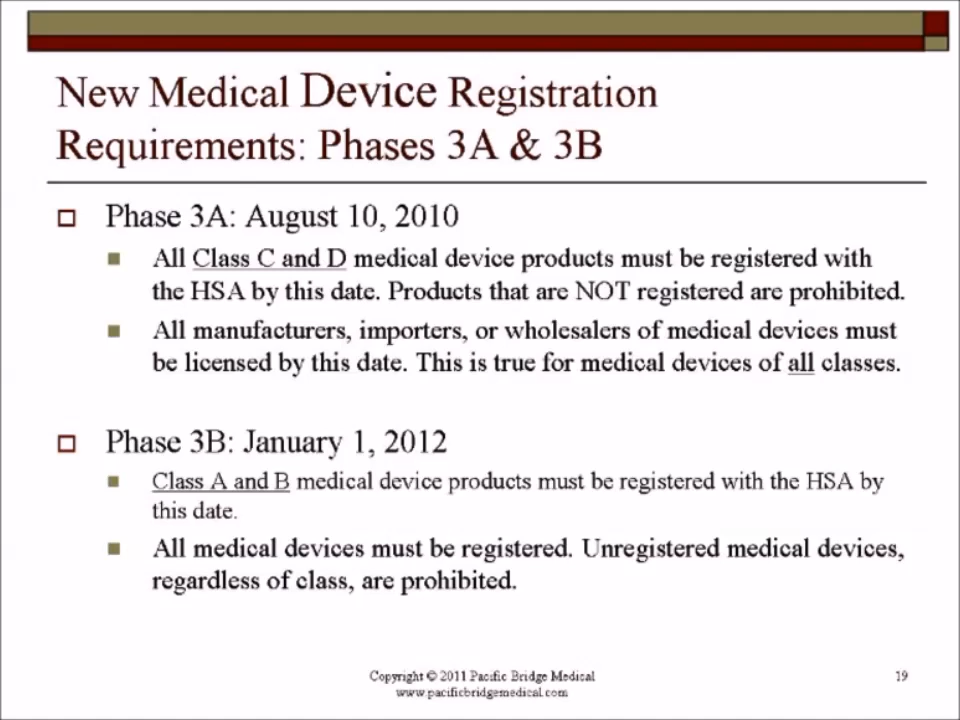 New Medical Device Registration
Requirements: Phases 3A & 3B
Phase 3A: August 10, 2010
All Class C and D medical device products must be registered with
the HSA by this date. Products that are NOT registered are prohibited.
All manufacturers, importers, or wholesalers of medical devices must
be licensed by this date. This is true for medical devices of all classes.
Phase 3B: January 1, 2012
Class A and B medical device products must be registered with the HSA by
this date.
All medical devices must be registered. Unregistered medical devices,
regardless of class, are prohibited.
Copyright © 2011 Pacific Bridge Medical
www.pacificbridgemedical.com
19